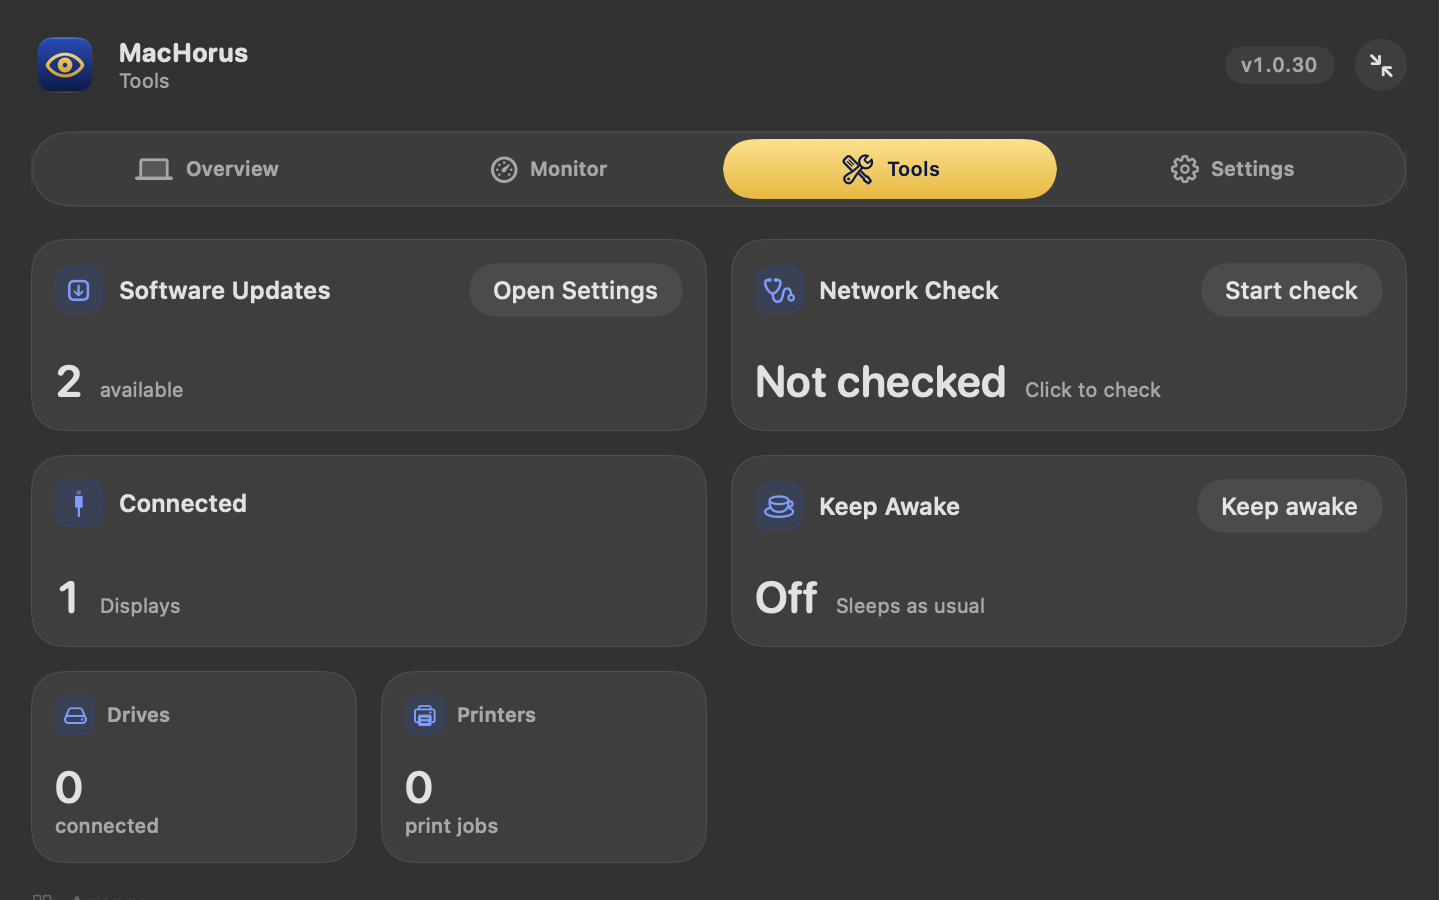 MacHorus
Tools
v1.0.30
Overview
Monitor
Tools
Settings
Software Updates
Open Settings
2 available
Network Check
Start check
Not checked Click to check
Connected
1 Displays
Keep Awake
Keep awake
Off Sleeps as usual
Drives
0
connected
Printers
0
print jobs